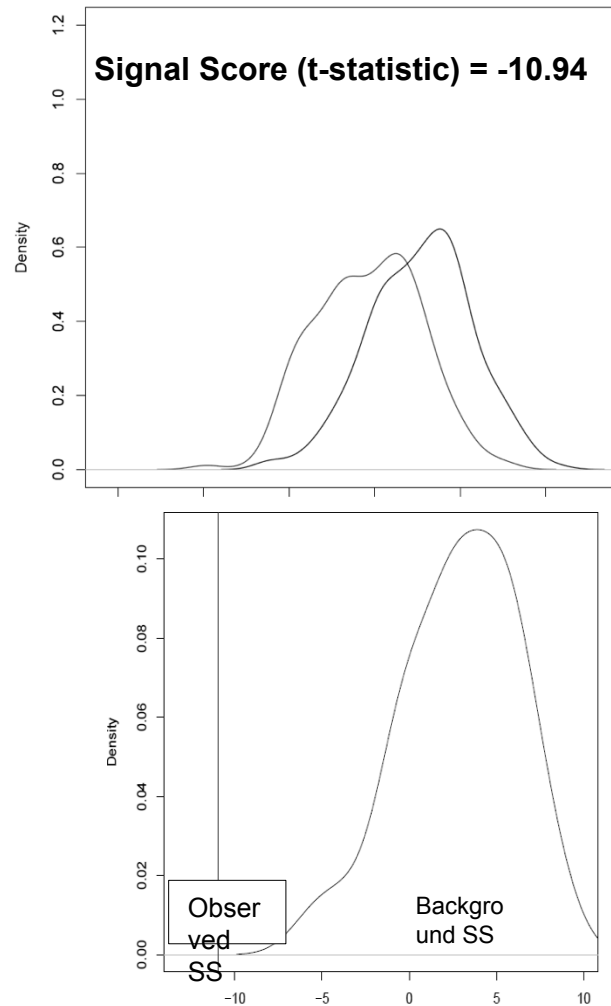 1.2
Signal Score (t-statistic) = -10.94
1.0
0.8
Density
0.6
0.4
0.2
0.0
0.10
0.08
Density
0.06
0.04
0.02
Obser
ved
SS
Backgro
und SS
0.00
−10
−5
0
5
10